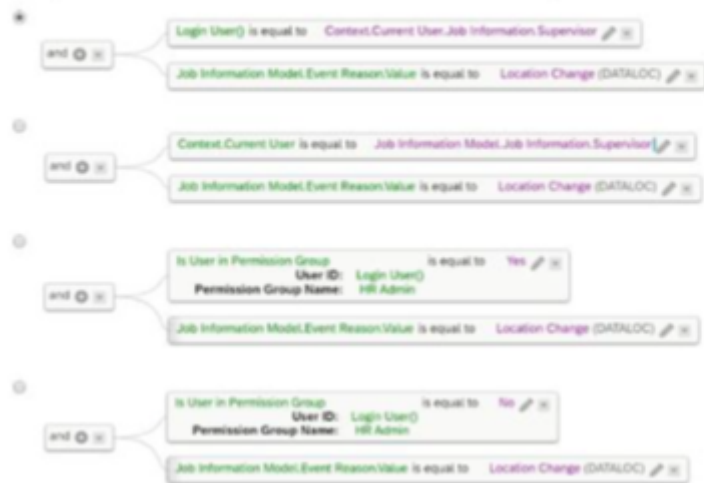 Login User() is equal to Context.Current User.Job Information.Supervisor
and
Job Information Model.Event Reason.Value is equal to Location Change (DATALOC)
Context.Current User is equal to Job Information Model.Job Information.Supervisor
and
Job Information Model.Event Reason.Value is equal to Location Change (DATALOC)
Is User in Permission Group is equal to Yes
User ID: Login User()
Permission Group Name: HR Admin
and
Job Information Model.Event Reason.Value is equal to Location Change (DATALOC)
Is User in Permission Group is equal to No
User ID: Login User()
Permission Group Name: HR Admin
and
Job Information Model.Event Reason.Value is equal to Location Change (DATALOC)